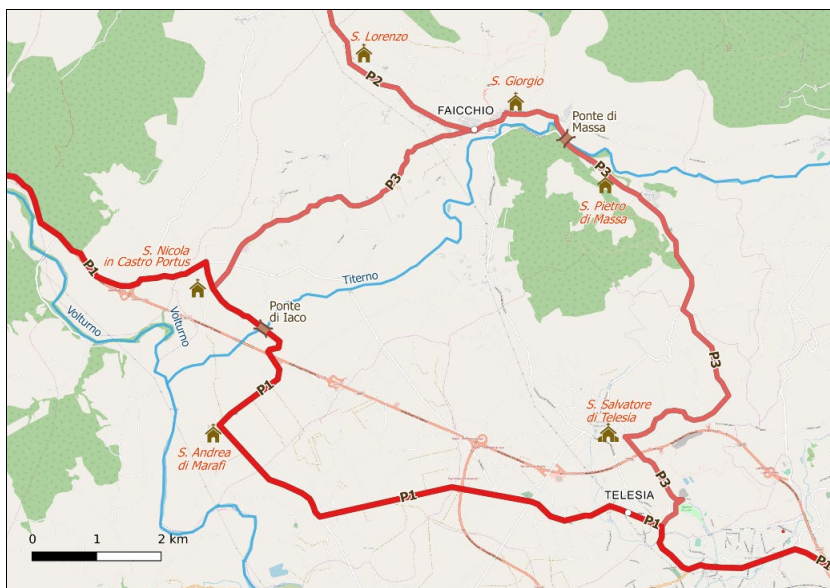 S. Lorenzo
P2
S. Giorgio
FAICCHIO
Ponte di
Massa
P3
P3
S. Pietro
di Massa
S. Nicola
in Castro Portus
P1
Titerno
Volturno
Volturno
Ponte
di Iaco
P3
P1
S. Salvatore
di Telesia
S. Andrea
di Marafi
P3
P1
TELESIA
P1
P1
0 1 2 km